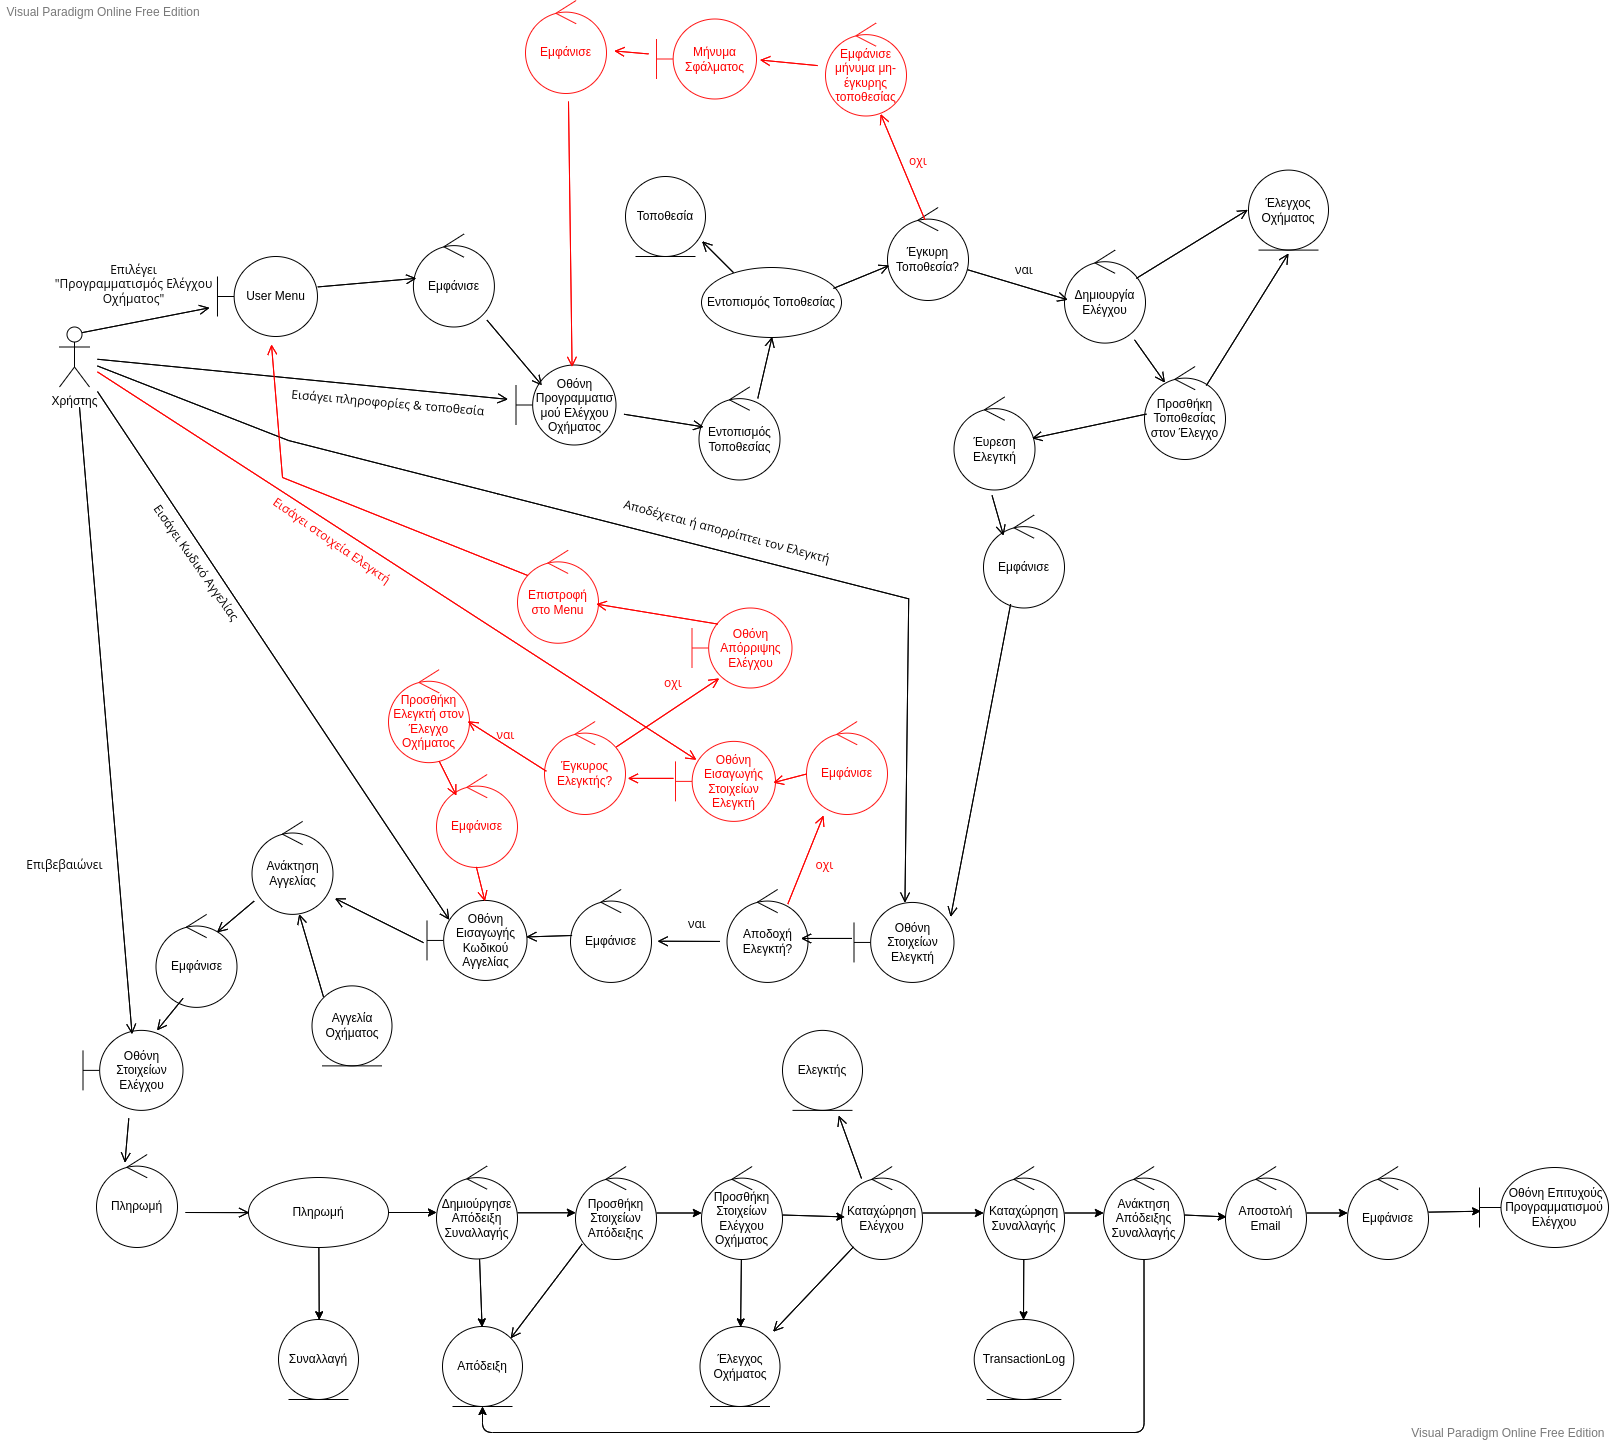 Visual Paradigm Online Free Edition
Εμφάνισε
Μήνυμα
Σφάλματος
Εμφάνισε
μήνυμα μη-
έγκυρης
τοποθεσίας
οχι
Τοποθεσία
Έλεγχος
Οχήματος
Έγκυρη
Τοποθεσία?
ναι
Επιλέγει
"Προγραμματισμός Ελέγχου
Οχήματος"
User Menu
Εμφάνισε
Εντοπισμός Τοποθεσίας
Δημιουργία
Ελέγχου
Χρήστης
Εισάγει πληροφορίες & τοποθεσία
Οθόνη
Προγραμματισ
μού Ελέγχου
Οχήματος
Εντοπισμός
Τοποθεσίας
Προσθήκη
Τοποθεσίας
στον Έλεγχο
Έυρεση
Ελεγτκή
Εμφάνισε
Αποδέχεται ή απορρίπτει τον Ελεγκτή
Εισάγει στοιχεία Ελεγκτή
Εισάγει Κωδικό Αγγελίας
Επιστροφή
στο Menu
Οθόνη
Απόρριψης
Ελέγχου
οχι
Προσθήκη
Ελεγκτή στον
Έλεγχο
Οχήματος
ναι
Έγκυρος
Ελεγκτής?
Οθόνη
Εισαγωγής
Στοιχείων
Ελεγκτή
Εμφάνισε
Εμφάνισε
οχι
Επιβεβαιώνει
Ανάκτηση
Αγγελίας
Οθόνη
Εισαγωγής
Κωδικού
Αγγελίας
Εμφάνισε
ναι
Αποδοχή
Ελεγκτή?
Οθόνη
Στοιχείων
Ελεγκτή
Εμφάνισε
Αγγελία
Οχήματος
Οθόνη
Στοιχείων
Ελέγχου
Ελεγκτής
Πληρωμή
Πληρωμή
Δημιούργησε
Απόδειξη
Συναλλαγής
Προσθήκη
Στοιχείων
Απόδειξης
Προσθήκη
Στοιχείων
Ελέγχου
Οχήματος
Καταχώρηση
Ελέγχου
Καταχώρηση
Συναλλαγής
Ανάκτηση
Απόδειξης
Συναλλαγής
Αποστολή
Email
Εμφάνισε
Οθόνη Επιτυχούς
Προγραμματισμού
Ελέγχου
Συναλλαγή
Απόδειξη
Έλεγχος
Οχήματος
TransactionLog
Visual Paradigm Online Free Edition